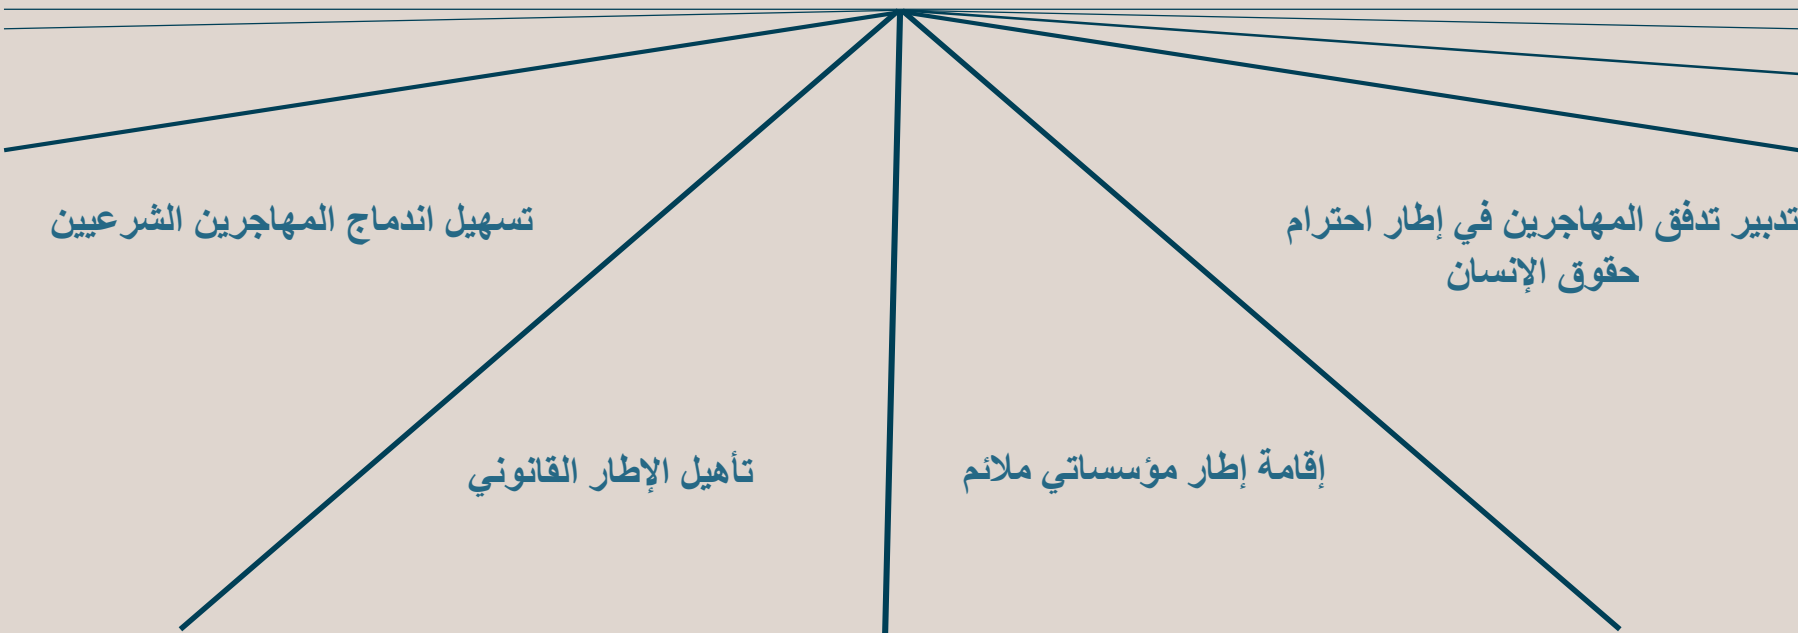 تدبير تدفق المهاجرين في إطار احترام
حقوق الإنسان
تسهيل اندماج المهاجرين الشرعيين
إقامة إطار مؤسساتي ملائم
تأهيل الإطار القانوني